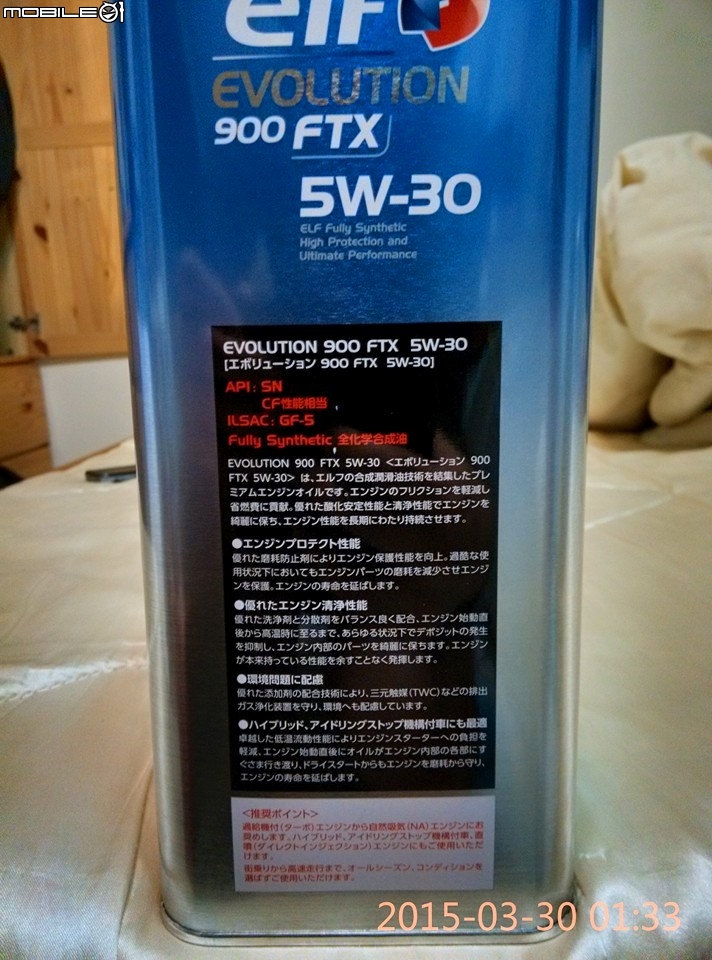 MOBILE01
elf
EVOLUTION
900 FTX
5W-30
ELF Fully Synthetic
High Protection and
Ultimate Performance
EVOLUTION 900 FTX 5W-30
[エボリューション 900 FTX 5W-30]
API: SN
CF性能相当
ILSAC: GF-5
Fully Synthetic 全化学合成油
EVOLUTION 900 FTX 5W-30 <エボリューション 900
FTX 5W-30> は、エルフの合成潤滑油技術を結集したプレ
ミアムエンジンオイルです。エンジンのフリクションを軽減し
省燃費に貢献。優れた酸化安定性能と清浄性能でエンジンを
綺麗に保ち、エンジン性能を長期にわたり持続させます。
●エンジンプロテクト性能
優れた磨耗防止剤によりエンジン保護性能を向上。過酷な使
用状況下においてもエンジンパーツの磨耗を減少させエンジ
ンを保護。エンジンの寿命を延ばします。
●優れたエンジン清浄性能
優れた洗浄剤と分散剤をバランス良く配合、エンジン始動直
後から高温時に至るまで、あらゆる状況下でデポジットの発生
を抑制し、エンジン内部のパーツを綺麗に保ちます。エンジン
が本来持っている性能を余すことなく発揮します。
●環境問題に配慮
優れた添加剤の配合技術により、三元触媒(TWC)などの排出
ガス浄化装置を守り、環境へも配慮しています。
●ハイブリッド、アイドリングストップ機構付車にも最適
卓越した低温流動性能によりエンジンスターターへの負担を
軽減、エンジン始動直後にオイルがエンジン内部の各部にす
ぐさま行き渡り、ドライスタートからもエンジンを磨耗から守り、
エンジンの寿命を延ばします。
<推奨ポイント>
過給機付(ターボ)エンジンから自然吸気(NA)エンジンにお
奨めします。ハイブリッド、アイドリングストップ機構付車、直
噴(ダイレクトインジェクション)エンジンにもご使用いただ
けます。
街乗りから高速走行まで、オールシーズン、コンディションを
選ばずご使用いただけます。
2015-03-30 01:33